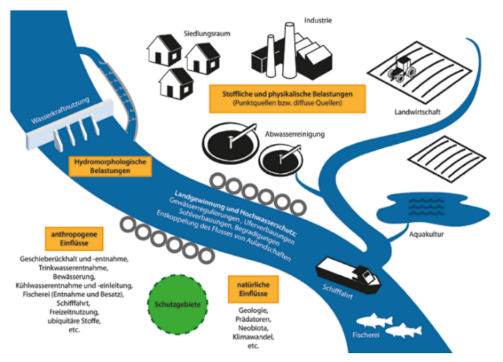 Siedlungsraum
Industrie
Stoffliche und physikalische Belastungen
(Punktquellen bzw. diffuse Quellen)
Landwirtschaft
Wasserkraftnutzung
Abwasserreinigung
Hydromorphologische
Belastungen
Landgewinnung und Hochwasserschutz:
Gewässerregulierungen, Uferverbauungen
Sohlverbauungen, Begradigungen
Entkoppelung des Flusses von Aulandschaften
Aquakultur
anthropogene
Einflüsse
Geschieberückhalt und -entnahme,
Trinkwasserentnahme,
Bewässerung,
Kühlwasserentnahme und -einleitung,
Fischerei (Entnahme und Besatz),
Schifffahrt,
Freizeitnutzung,
ubiquitäre Stoffe,
etc.
Schutzgebiete
natürliche
Einflüsse
Geologie,
Prädatoren,
Neobiota,
Klimawandel,
etc.
Schifffahrt
Fischerei